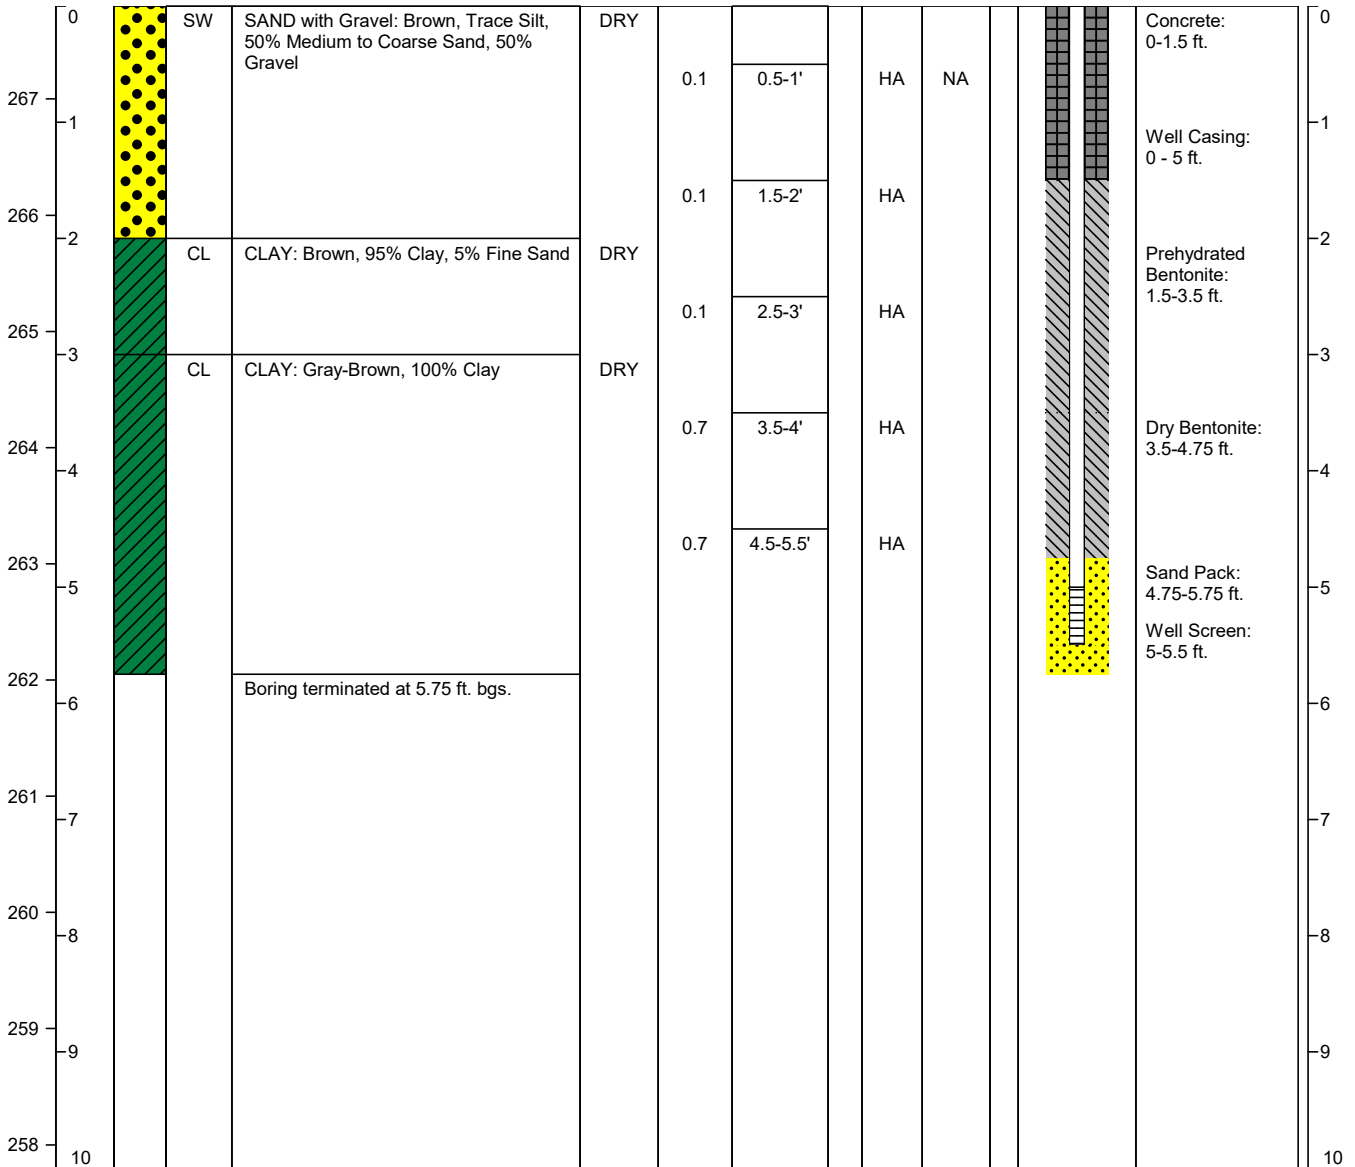 0 SW SAND with Gravel: Brown, Trace Silt, DRY Concrete: 0
50% Medium to Coarse Sand, 50% 0-1.5 ft.
Gravel
0.1 0.5-1' HA NA
267
1 1
Well Casing:
0 - 5 ft.
0.1 1.5-2' HA
266
2 2
CL CLAY: Brown, 95% Clay, 5% Fine Sand DRY Prehydrated
Bentonite:
1.5-3.5 ft.
0.1 2.5-3' HA
265
3 3
CL CLAY: Gray-Brown, 100% Clay DRY
0.7 3.5-4' HA Dry Bentonite:
264 3.5-4.75 ft.
4 4
0.7 4.5-5.5' HA
263
Sand Pack:
5 4.75-5.75 ft. 5
Well Screen:
5-5.5 ft.
262
Boring terminated at 5.75 ft. bgs.
6 6
261
7 7
260
8 8
259
9 9
258
10 10